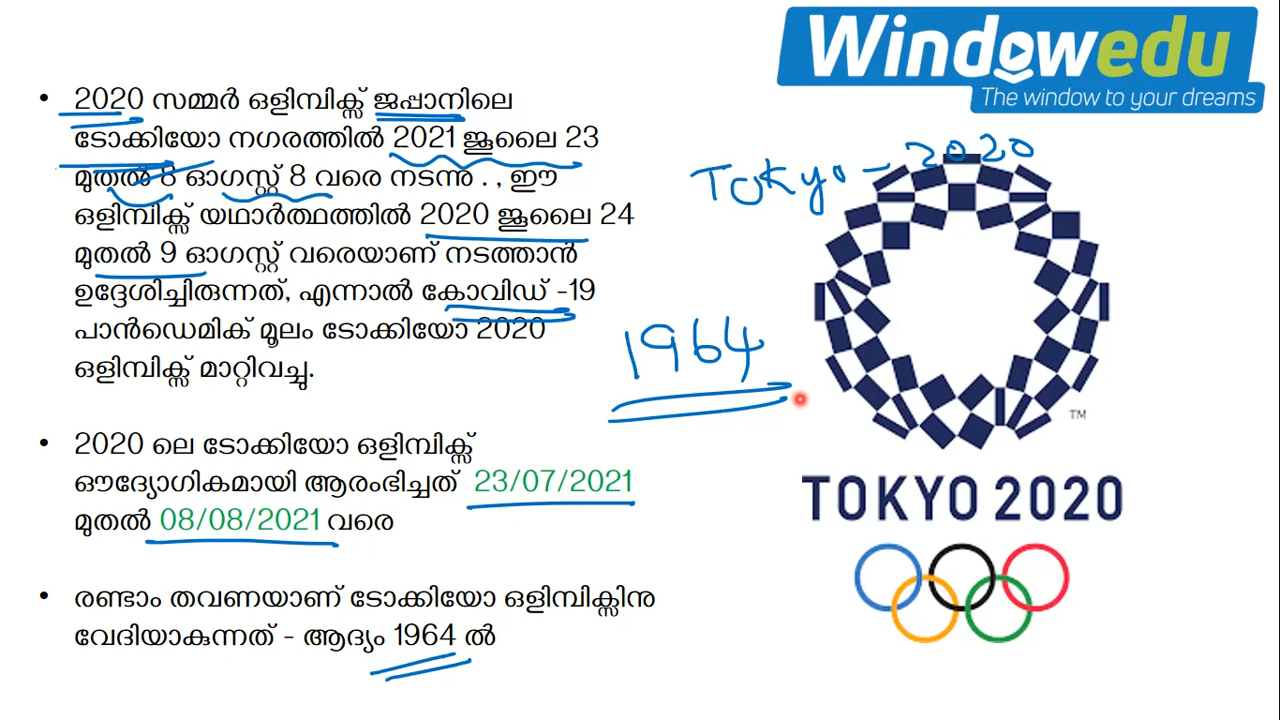 Windowedu
The window to your dreams
• 2020 സമ്മർ ഒളിമ്പിക്സ് ജപ്പാനിലെ
ടോക്കിയോ നഗരത്തിൽ 2021 ജൂലൈ 23
മുതൽ 8 ഓഗസ്റ്റ് 8 വരെ നടന്നു . , ഈ
ഒളിമ്പിക്സ് യഥാർത്ഥത്തിൽ 2020 ജൂലൈ 24
മുതൽ 9 ഓഗസ്റ്റ് വരെയാണ് നടത്താൻ
ഉദ്ദേശിച്ചിരുന്നത്, എന്നാൽ കോവിഡ് -19
പാൻഡെമിക് മൂലം ടോക്കിയോ 2020
ഒളിമ്പിക്സ് മാറ്റിവച്ചു.
• 2020 ലെ ടോക്കിയോ ഒളിമ്പിക്സ്
ഔദ്യോഗികമായി ആരംഭിച്ചത് 23/07/2021
മുതൽ 08/08/2021 വരെ
• രണ്ടാം തവണയാണ് ടോക്കിയോ ഒളിമ്പിക്സിനു
വേദിയാകുന്നത് - ആദ്യം 1964 ൽ
Tokyo - 2020
1964
TM
TOKYO 2020